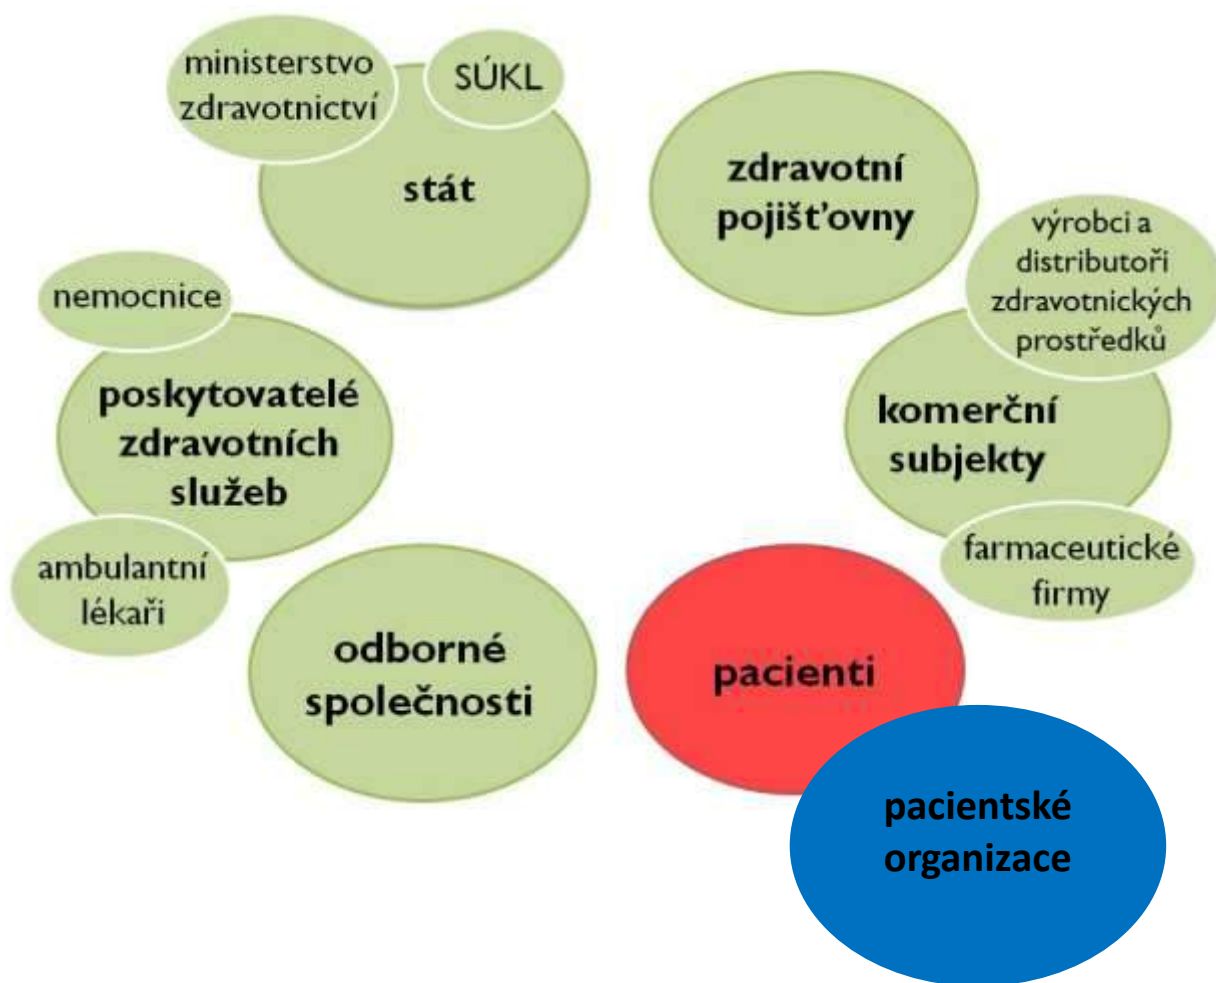 ministerstvo
zdravotnictví
SÚKL
stát
zdravotní
pojišťovny
výrobci a
distributoři
zdravotnických
prostředků
nemocnice
poskytovatelé
zdravotních
služeb
komerční
subjekty
ambulantní
lékaři
farmaceutické
firmy
odborné
společnosti
pacienti
pacientské
organizace